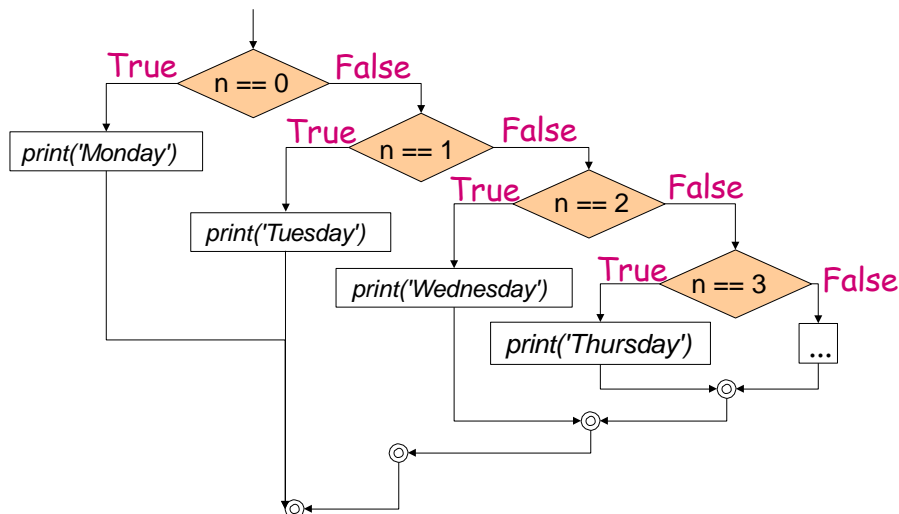 True
n == 0
False
print('Monday')
True
n == 1
False
print('Tuesday')
True
n == 2
False
print('Wednesday')
True
n == 3
False
print('Thursday')
...